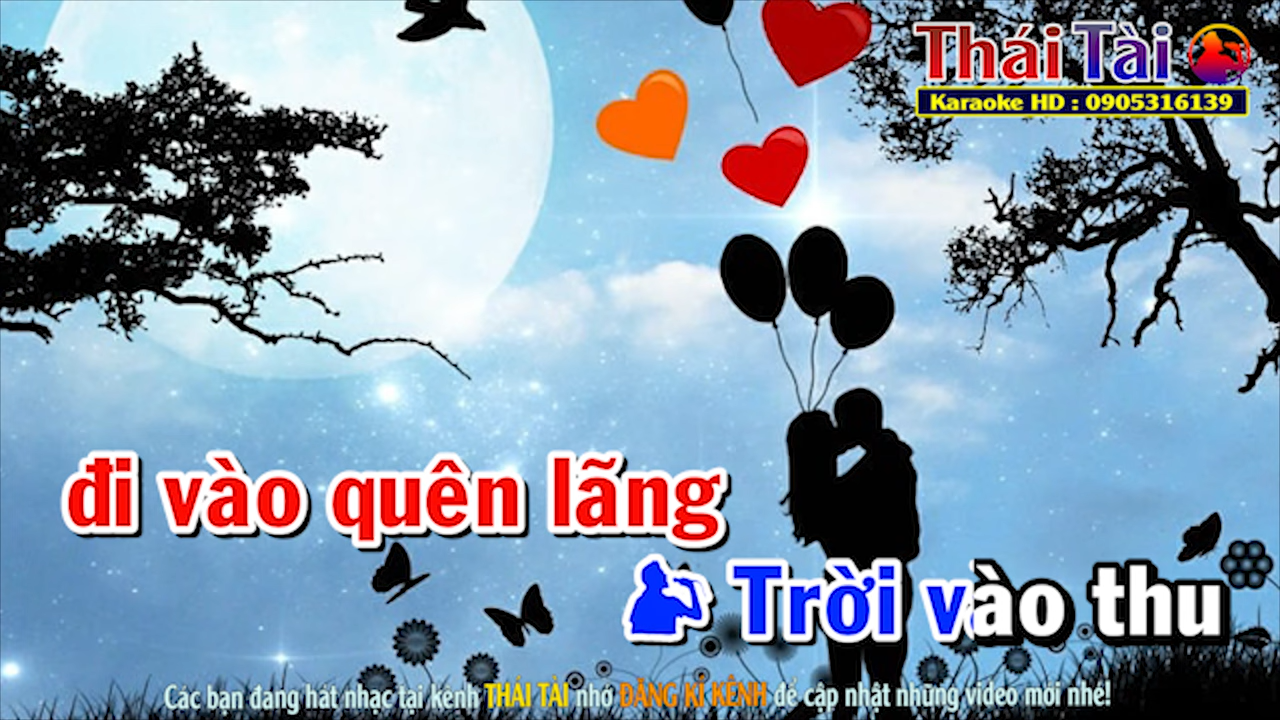 Thái Tài
Karaoke HD : 0905316139
đi vào quên lãng
Trời vào thu
Các bạn đang hát nhạc tại kênh THÁI TÀI nhớ ĐĂNG KÍ KÊNH để cập nhật những video mới nhé!